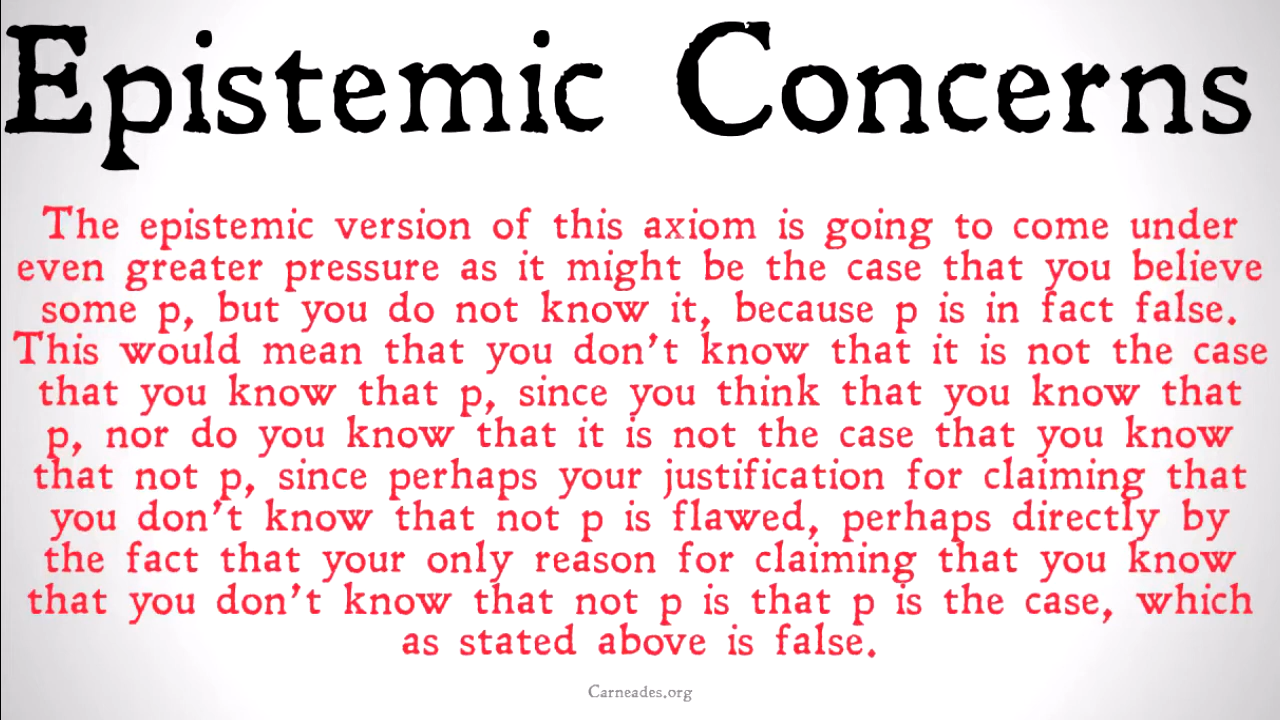 Epistemic Concerns
The epistemic version of this axiom is going to come under
even greater pressure as it might be the case that you believe
some p, but you do not know it, because p is in fact false.
This would mean that you don't know that it is not the case
that you know that p, since you think that you know that
p, nor do you know that it is not the case that you know
that not p, since perhaps your justification for claiming that
you don't know that not p is flawed, perhaps directly by
the fact that your only reason for claiming that you know
that you don't know that not p is that p is the case, which
as stated above is false.
Carneades.org